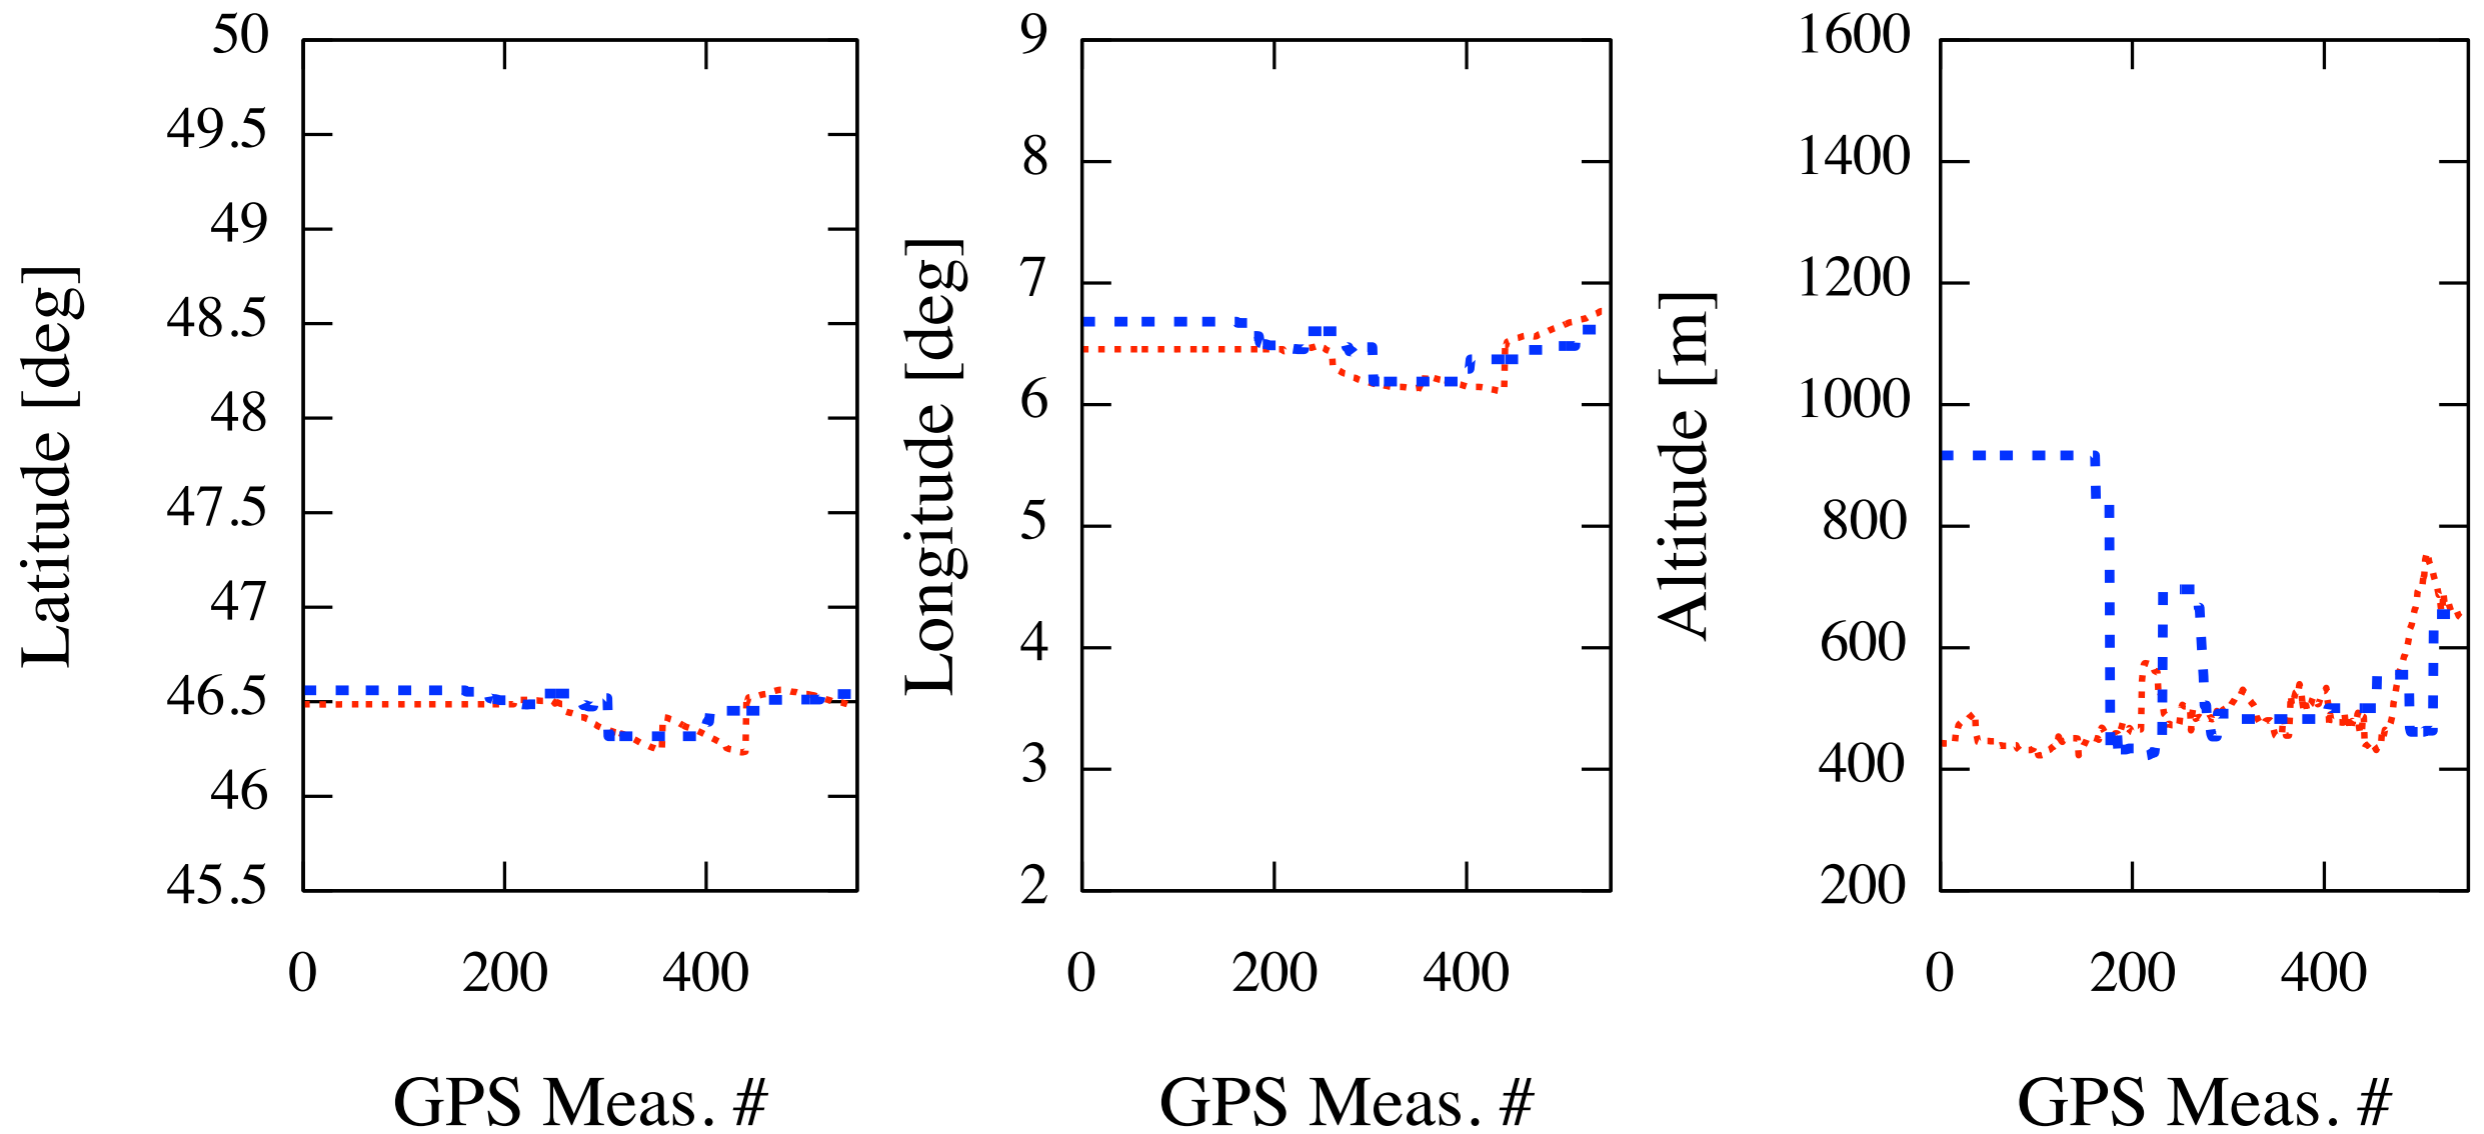 Latitude [deg]
50
49.5
49
48.5
48
47.5
47
46.5
46
45.5
0 200 400
GPS Meas. #
Longitude [deg]
9
8
7
6
5
4
3
2
0 200 400
GPS Meas. #
Altitude [m]
1600
1400
1200
1000
800
600
400
200
0 200 400
GPS Meas. #